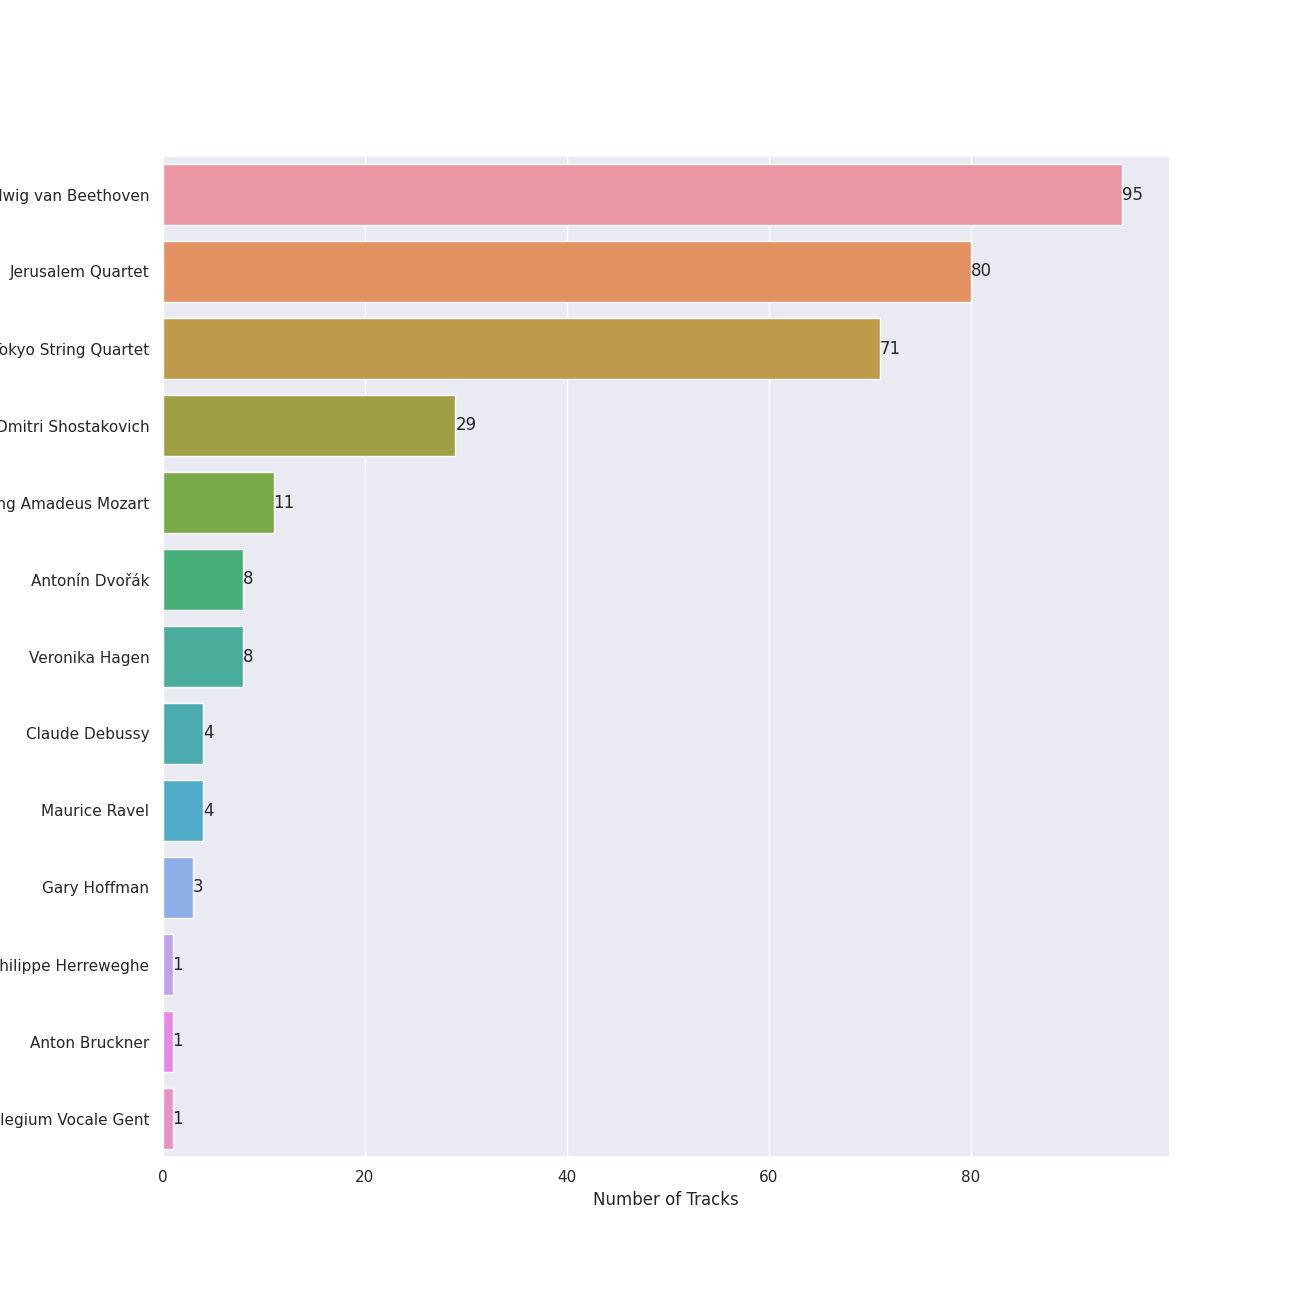 lwig van Beethoven 95
Jerusalem Quartet 80
okyo String Quartet 71
Dmitri Shostakovich 29
ng Amadeus Mozart 11
Antonín Dvořák 8
Veronika Hagen 8
Claude Debussy 4
Maurice Ravel 4
Gary Hoffman 3
hilippe Herreweghe 1
Anton Bruckner 1
legium Vocale Gent 1
0 20 40 60 80
Number of Tracks